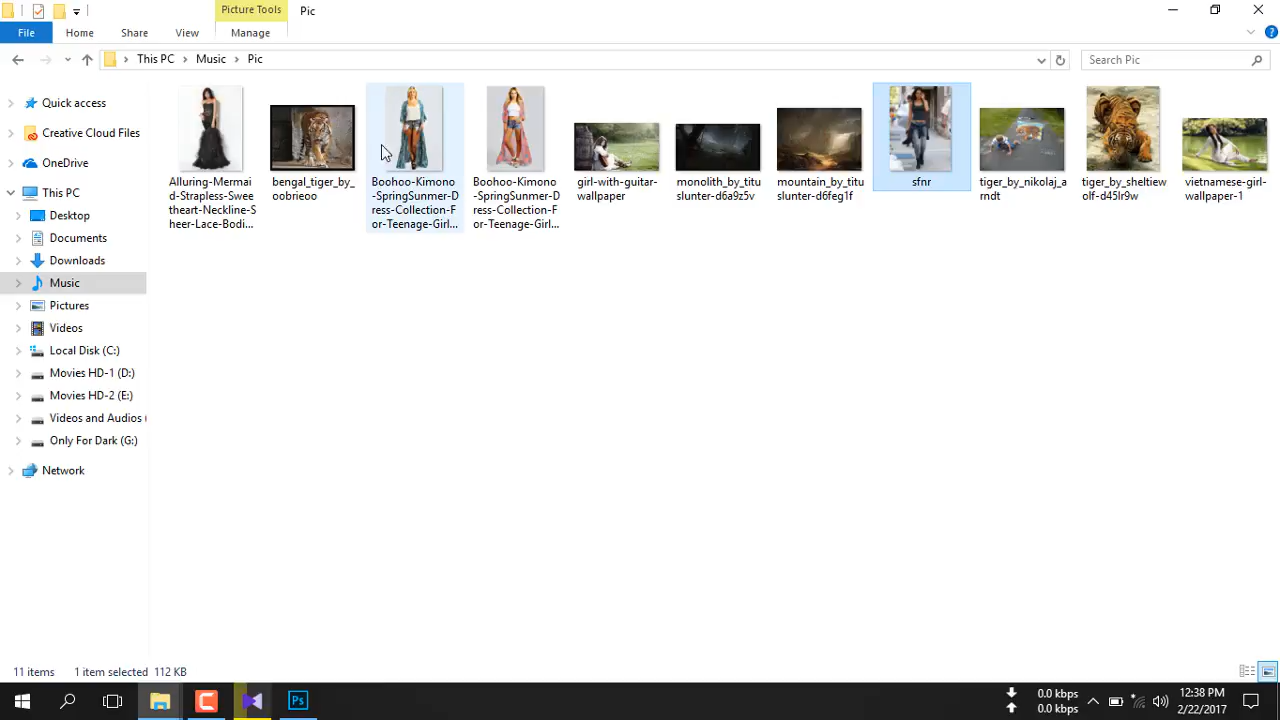 Picture Tools
Pic
File
Home
Share
View
Manage
This PC
Music
Pic
Search Pic
Quick access
Creative Cloud Files
OneDrive
This PC
Desktop
Documents
Downloads
Music
Pictures
Videos
Local Disk (C:)
Movies HD-1 (D:)
Movies HD-2 (E:)
Videos and Audios (
Only For Dark (G:)
Network
Alluring-Mermai
d-Strapless-Swee
theart-Neckline-S
heer-Lace-Bodi...
bengal_tiger_by_
oobrieoo
Boohoo-Kimono
-SpringSunmer-D
ress-Collection-F
or-Teenage-Girl...
Boohoo-Kimono
-SpringSunmer-D
ress-Collection-F
or-Teenage-Girl...
girl-with-guitar-
wallpaper
monolith_by_titu
slunter-d6a9z5v
mountain_by_titu
slunter-d6feg1f
sfnr
tiger_by_nikolaj_a
rndt
tiger_by_sheltiew
olf-d45lr9w
vietnamese-girl-
wallpaper-1
11 items
1 item selected
112 KB
Ps
0.0 kbps
0.0 kbps
12:38 PM
2/22/2017